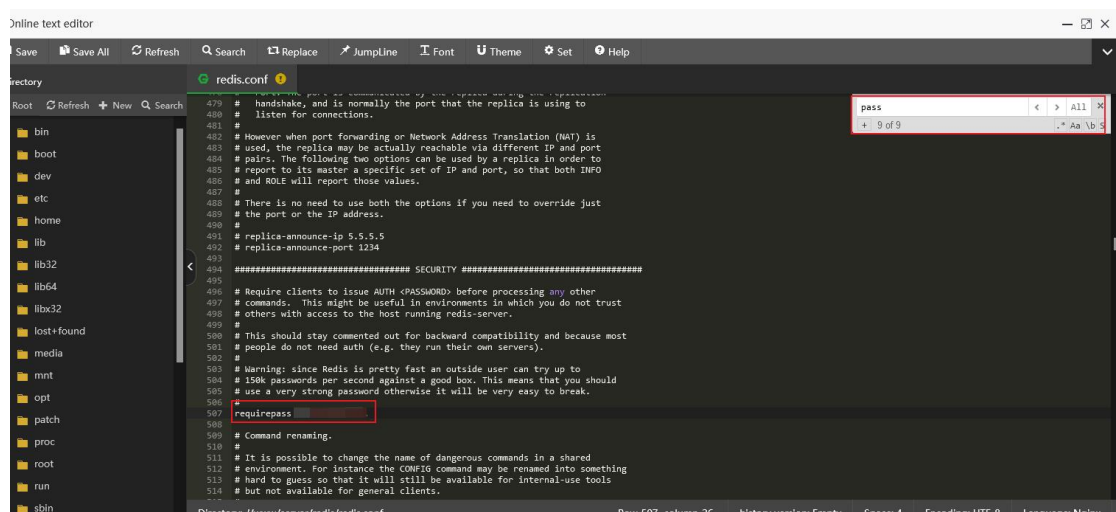 Online text editor
Save Save All Refresh Search Replace JumpLine Font Theme Set Help
Directory
redis.conf
Root Refresh New Search
bin
boot
dev
etc
home
lib
lib32
lib64
libx32
lost+found
media
mnt
opt
patch
proc
root
run
sbin
479 # handshake, and is normally the port that the replica is using to
480 # listen for connections.
481 #
482 # However when port forwarding or Network Address Translation (NAT) is
483 # used, the replica may be actually reachable via different IP and port
484 # pairs. The following two options can be used by a replica in order to
485 # report to its master a specific set of IP and port, so that both INFO
486 # and ROLE will report those values.
487 #
488 # There is no need to use both the options if you need to override just
489 # the port or the IP address.
490 #
491 # replica-announce-ip 5.5.5.5
492 # replica-announce-port 1234
493
494 ################################### SECURITY ###################################
495
496 # Require clients to issue AUTH <PASSWORD> before processing any other
497 # commands.  This might be useful in environments in which you do not trust
498 # others with access to the host running redis-server.
499 #
500 # This should stay commented out for backward compatibility and because most
501 # people do not need auth (e.g. they run their own servers).
502 #
503 # Warning: since Redis is pretty fast an outside user can try up to
504 # 150k passwords per second against a good box. This means that you should
505 # use a very strong password otherwise it will be very easy to break.
506 #
507 requirepass
508
509 # Command renaming.
510 #
511 # It is possible to change the name of dangerous commands in a shared
512 # environment. For instance the CONFIG command may be renamed into something
513 # hard to guess so that it will still be available for internal-use tools
514 # but not available for general clients.
pass < > All ×
+ 9 of 9 .* Aa \b S